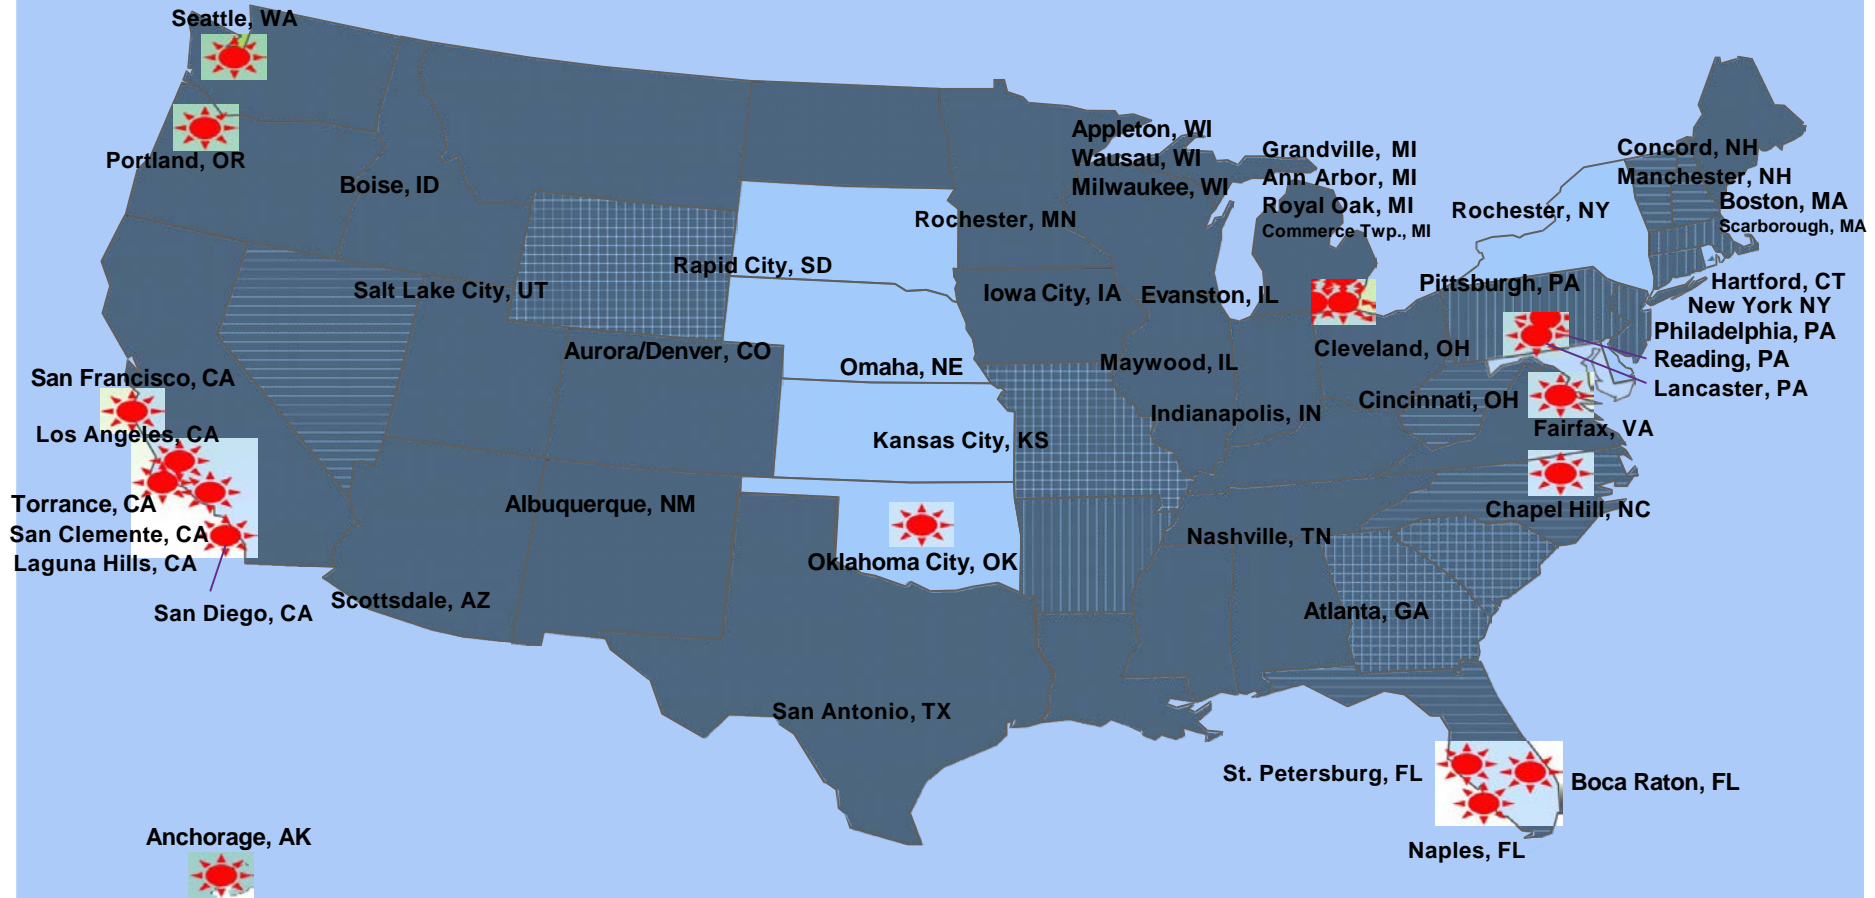 Seattle, WA
Portland, OR
Boise, ID
Appleton, WI
Wausau, WI
Milwaukee, WI
Grandville, MI
Ann Arbor, MI
Royal Oak, MI
Commerce Twp., MI
Concord, NH
Manchester, NH
Boston, MA
Scarborough, MA
Rochester, NY
Rochester, MN
Rapid City, SD
Salt Lake City, UT
Iowa City, IA
Evanston, IL
Pittsburgh, PA
Hartford, CT
New York NY
Philadelphia, PA
Reading, PA
Lancaster, PA
Aurora/Denver, CO
Omaha, NE
Maywood, IL
Cleveland, OH
San Francisco, CA
Los Angeles, CA
Kansas City, KS
Indianapolis, IN
Cincinnati, OH
Fairfax, VA
Torrance, CA
San Clemente, CA
Laguna Hills, CA
San Diego, CA
Albuquerque, NM
Chapel Hill, NC
Nashville, TN
Oklahoma City, OK
Scottsdale, AZ
Atlanta, GA
San Antonio, TX
St. Petersburg, FL
Boca Raton, FL
Naples, FL
Anchorage, AK